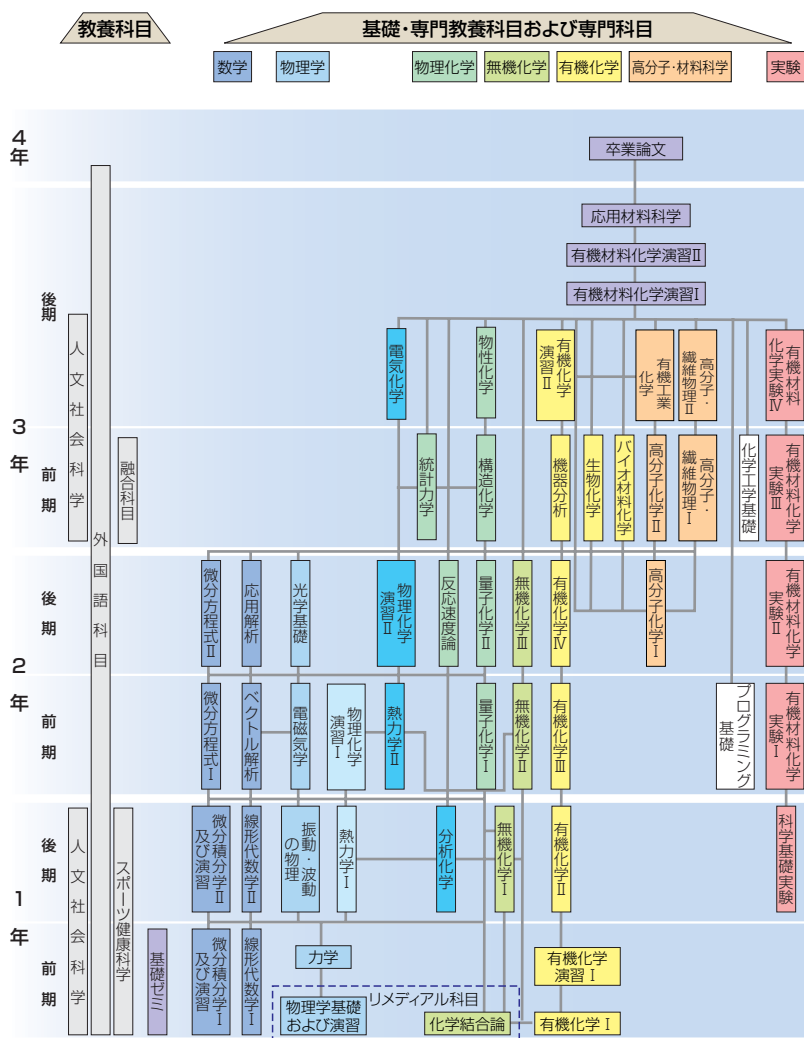 教養科目
基礎・専門教養科目および専門科目
数学
物理学
物理化学
無機化学
有機化学
高分子・材料科学
実験
4年
卒業論文
応用材料科学
有機材料化学演習Ⅱ
有機材料化学演習Ⅰ
3年
後期
人文社会科学
外国語科目
電気化学
物性化学
有機化学
演習Ⅱ
有機工業
化学
高分子・
繊維物理Ⅱ
有機材料
化学実験Ⅳ
前期
融合科目
統計力学
構造化学
機器分析
生物化学
バイオ材料化学
高分子化学Ⅱ
高分子・
繊維物理Ⅰ
化学工学基礎
有機材料化学
実験Ⅲ
2年
後期
微分方程式Ⅱ
応用解析
光学基礎
物理化学
演習Ⅱ
反応速度論
量子化学Ⅱ
無機化学Ⅲ
有機化学Ⅳ
高分子化学Ⅰ
有機材料化学
実験Ⅱ
前期
微分方程式Ⅰ
ベクトル解析
電磁気学
物理化学
演習Ⅰ
熱力学Ⅱ
量子化学Ⅰ
無機化学Ⅱ
有機化学Ⅲ
プログラミング
基礎
有機材料化学
実験Ⅰ
1年
後期
人文社会科学
スポーツ健康科学
微分積分学Ⅱ
及び演習
線形代数学Ⅱ
振動・波動
の物理
熱力学Ⅰ
分析化学
無機化学Ⅰ
有機化学Ⅱ
科学基礎実験
前期
基礎ゼミ
微分積分学Ⅰ
及び演習
線形代数学Ⅰ
力学
有機化学
演習Ⅰ
リメディアル科目
物理学基礎
および演習
化学結合論
有機化学Ⅰ